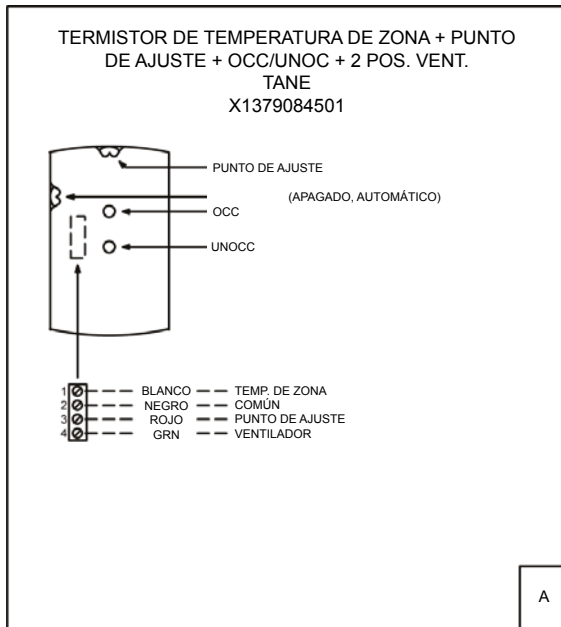 TERMISTOR DE TEMPERATURA DE ZONA + PUNTO
DE AJUSTE + OCC/UNOC + 2 POS. VENT.
TANE
X1379084501
PUNTO DE AJUSTE
(APAGADO, AUTOMÁTICO)
OCC
UNOCC
1 BLANCO TEMP. DE ZONA
2 NEGRO COMÚN
3 ROJO PUNTO DE AJUSTE
4 GRN VENTILADOR
A